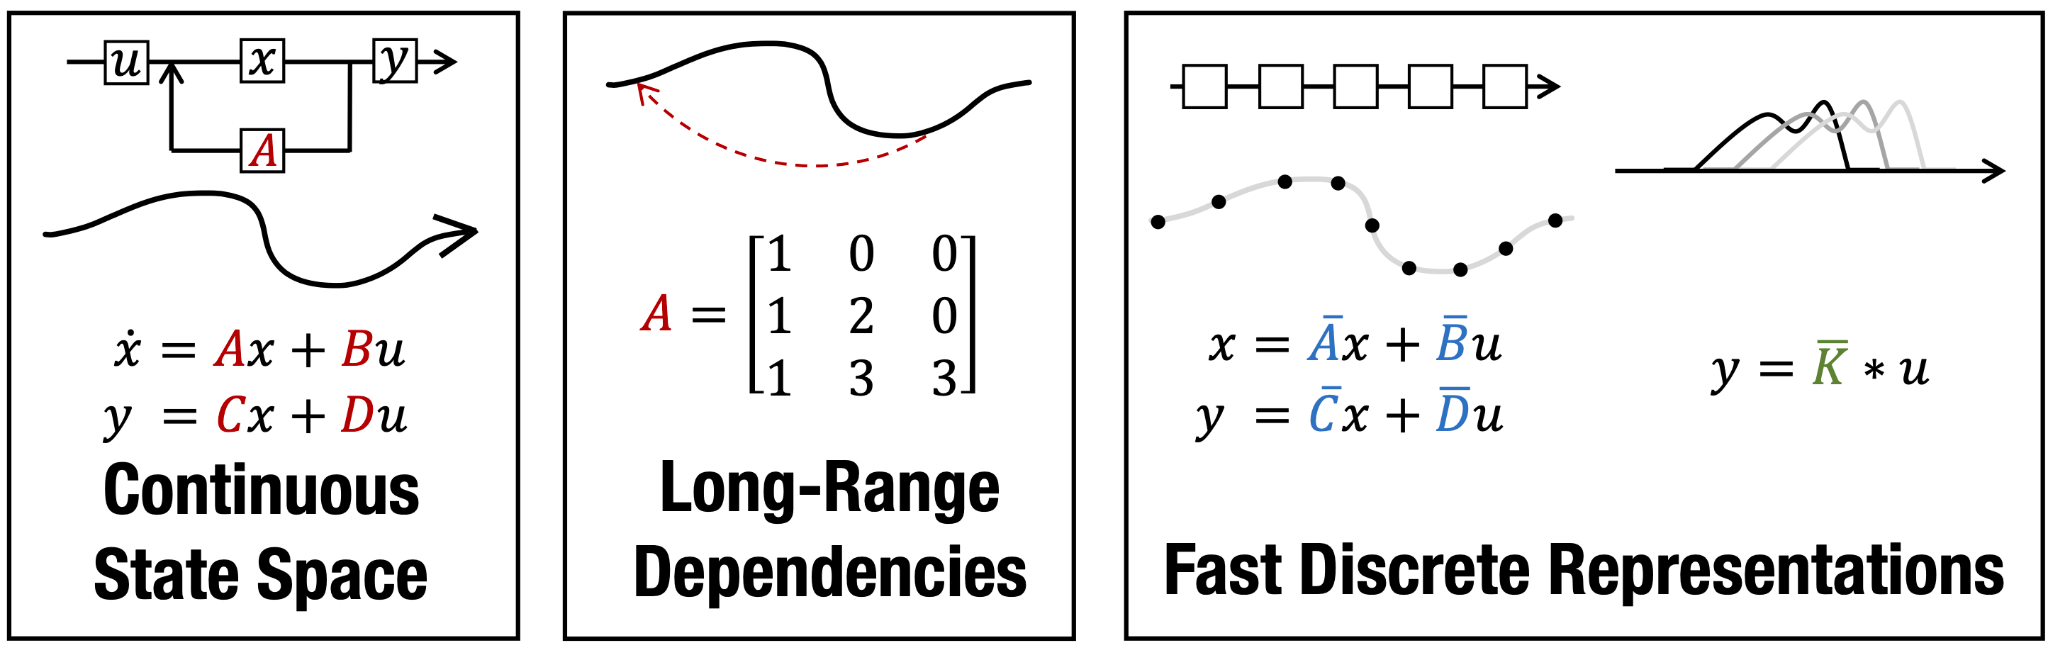 u x y
A
ẋ = Ax + Bu
y = Cx + Du
Continuous
State Space
A = [1 0 0
1 2 0
1 3 3]
Long-Range
Dependencies
x = A̅x + B̅u
y = C̅x + D̅u
y = K̅ ∗ u
Fast Discrete Representations